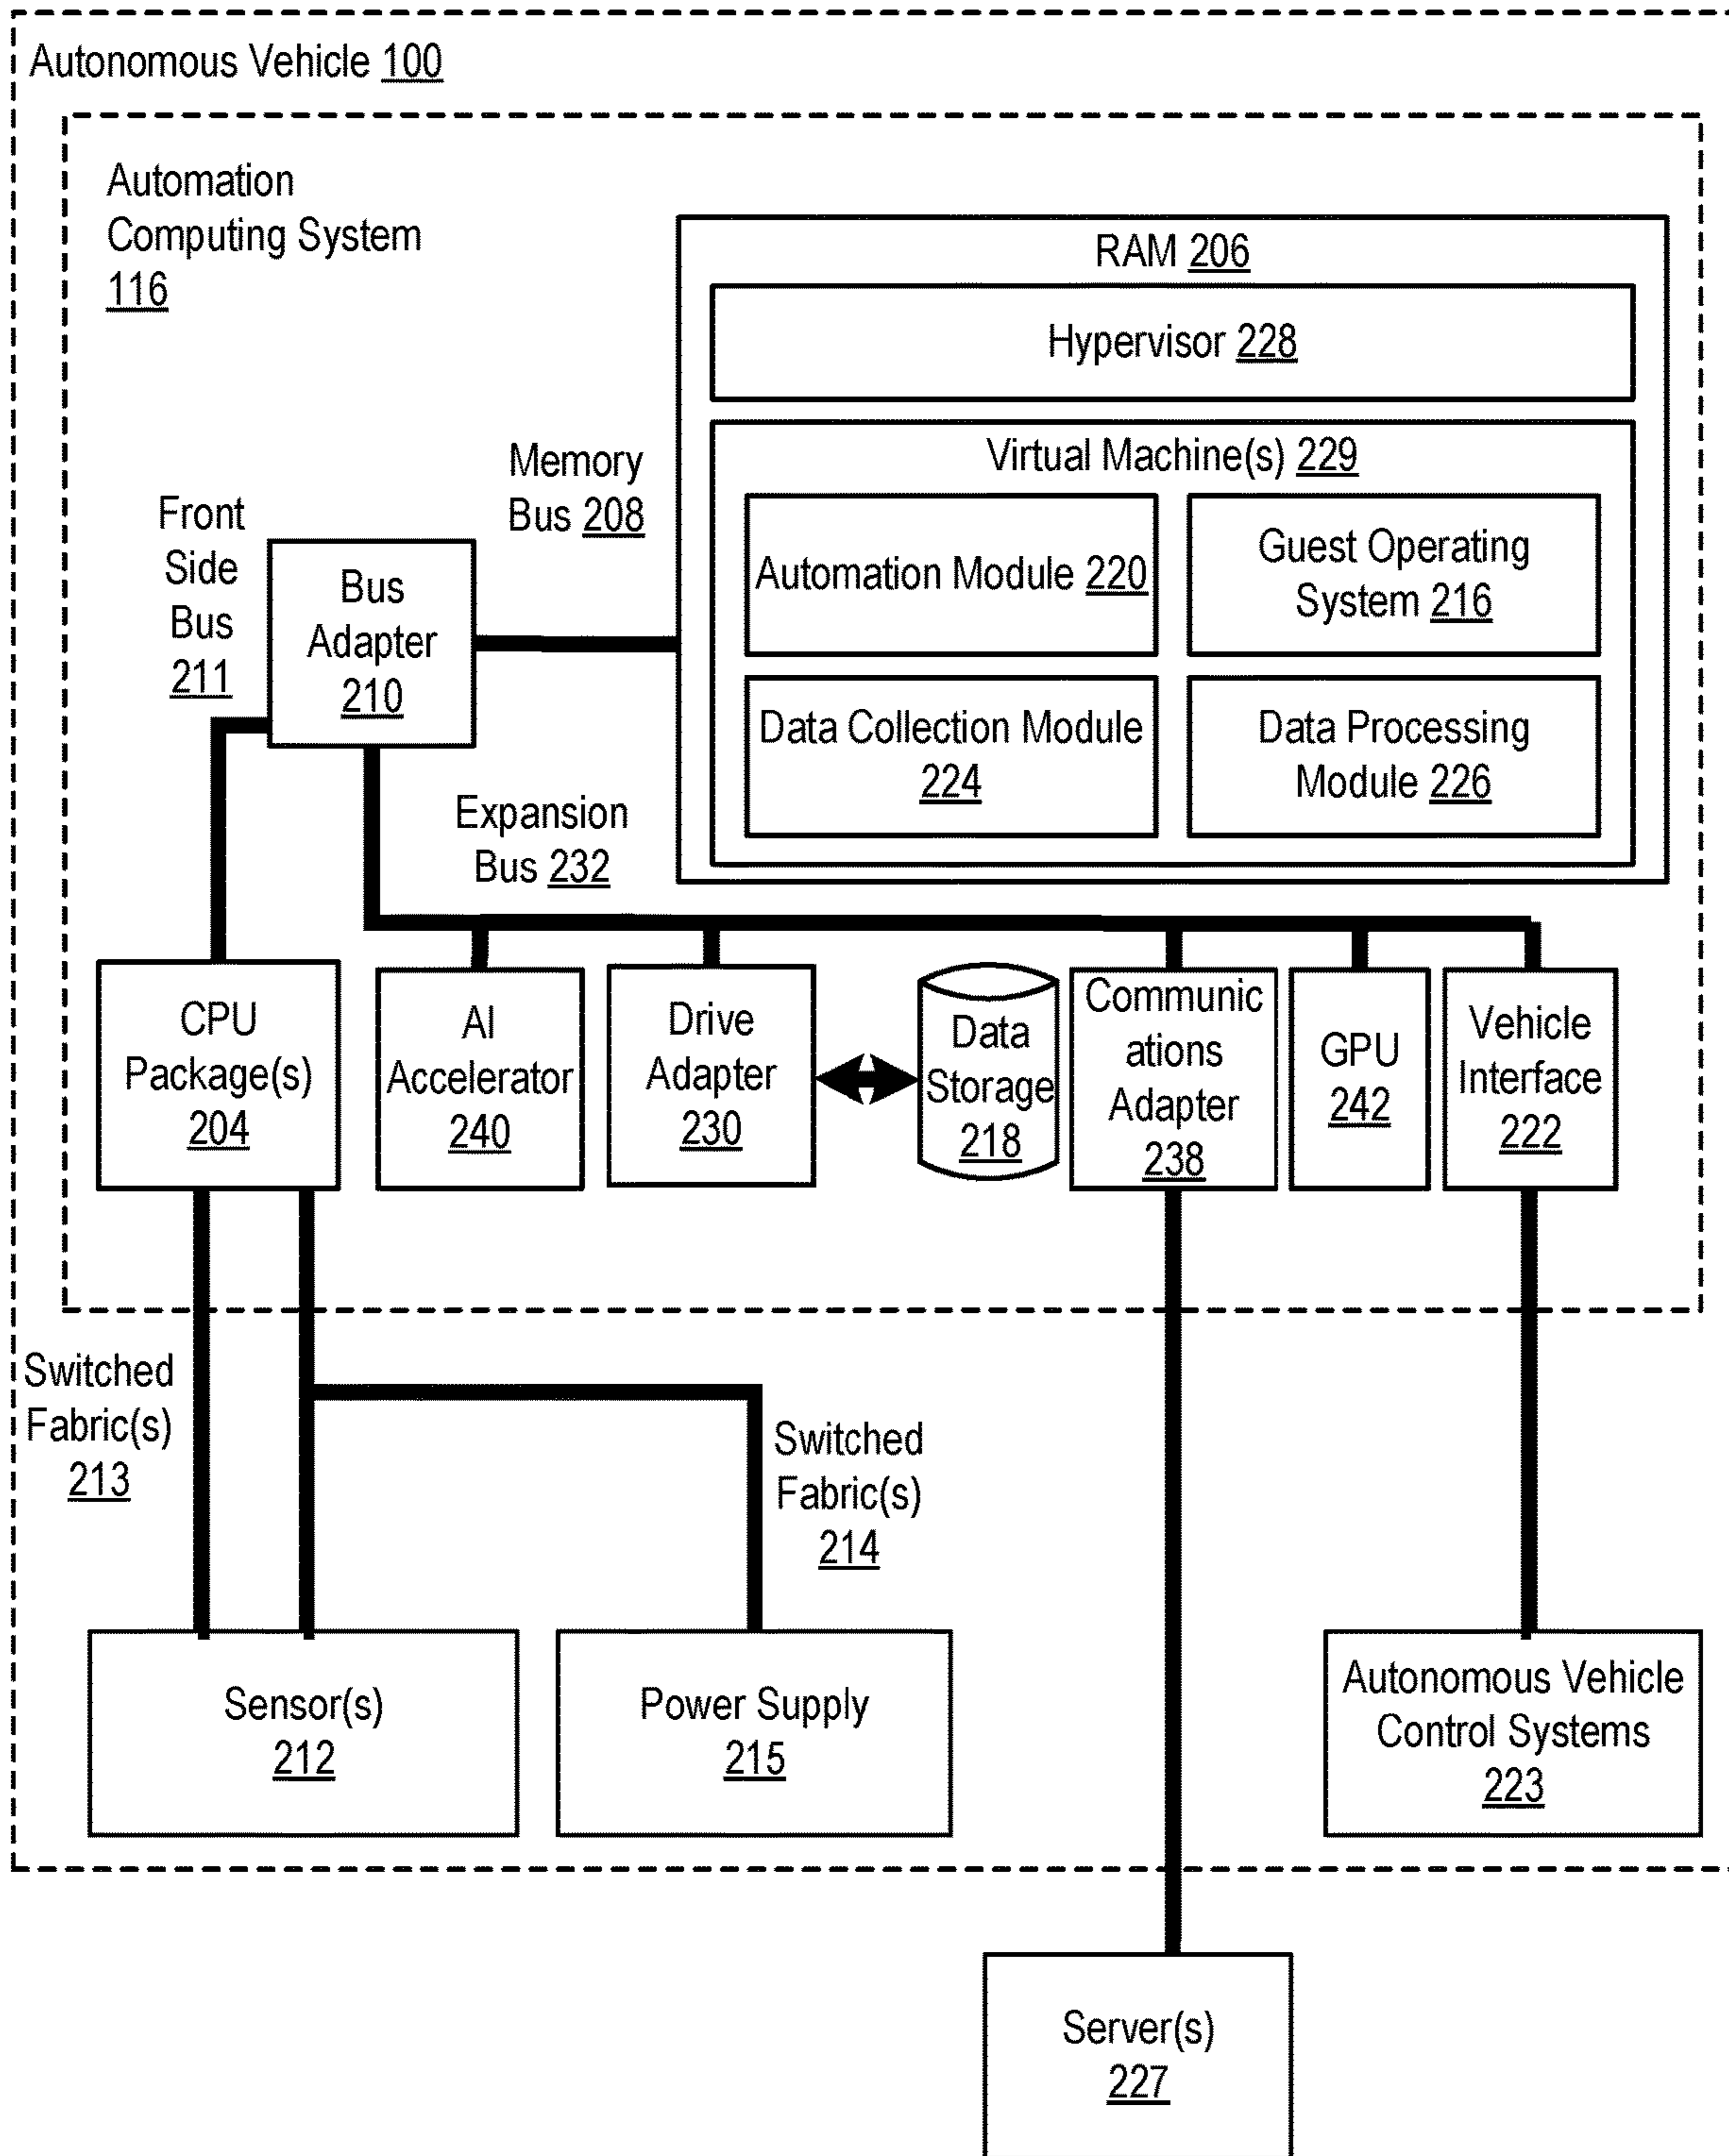 Autonomous Vehicle 100
Automation
Computing System
116
RAM 206
Hypervisor 228
Virtual Machine(s) 229
Automation Module 220
Guest Operating
System 216
Data Collection Module
224
Data Processing
Module 226
Memory
Bus 208
Front
Side
Bus
211
Bus
Adapter
210
Expansion
Bus 232
CPU
Package(s)
204
AI
Accelerator
240
Drive
Adapter
230
Data
Storage
218
Communic
ations
Adapter
238
GPU
242
Vehicle
Interface
222
Switched
Fabric(s)
213
Switched
Fabric(s)
214
Sensor(s)
212
Power Supply
215
Autonomous Vehicle
Control Systems
223
Server(s)
227